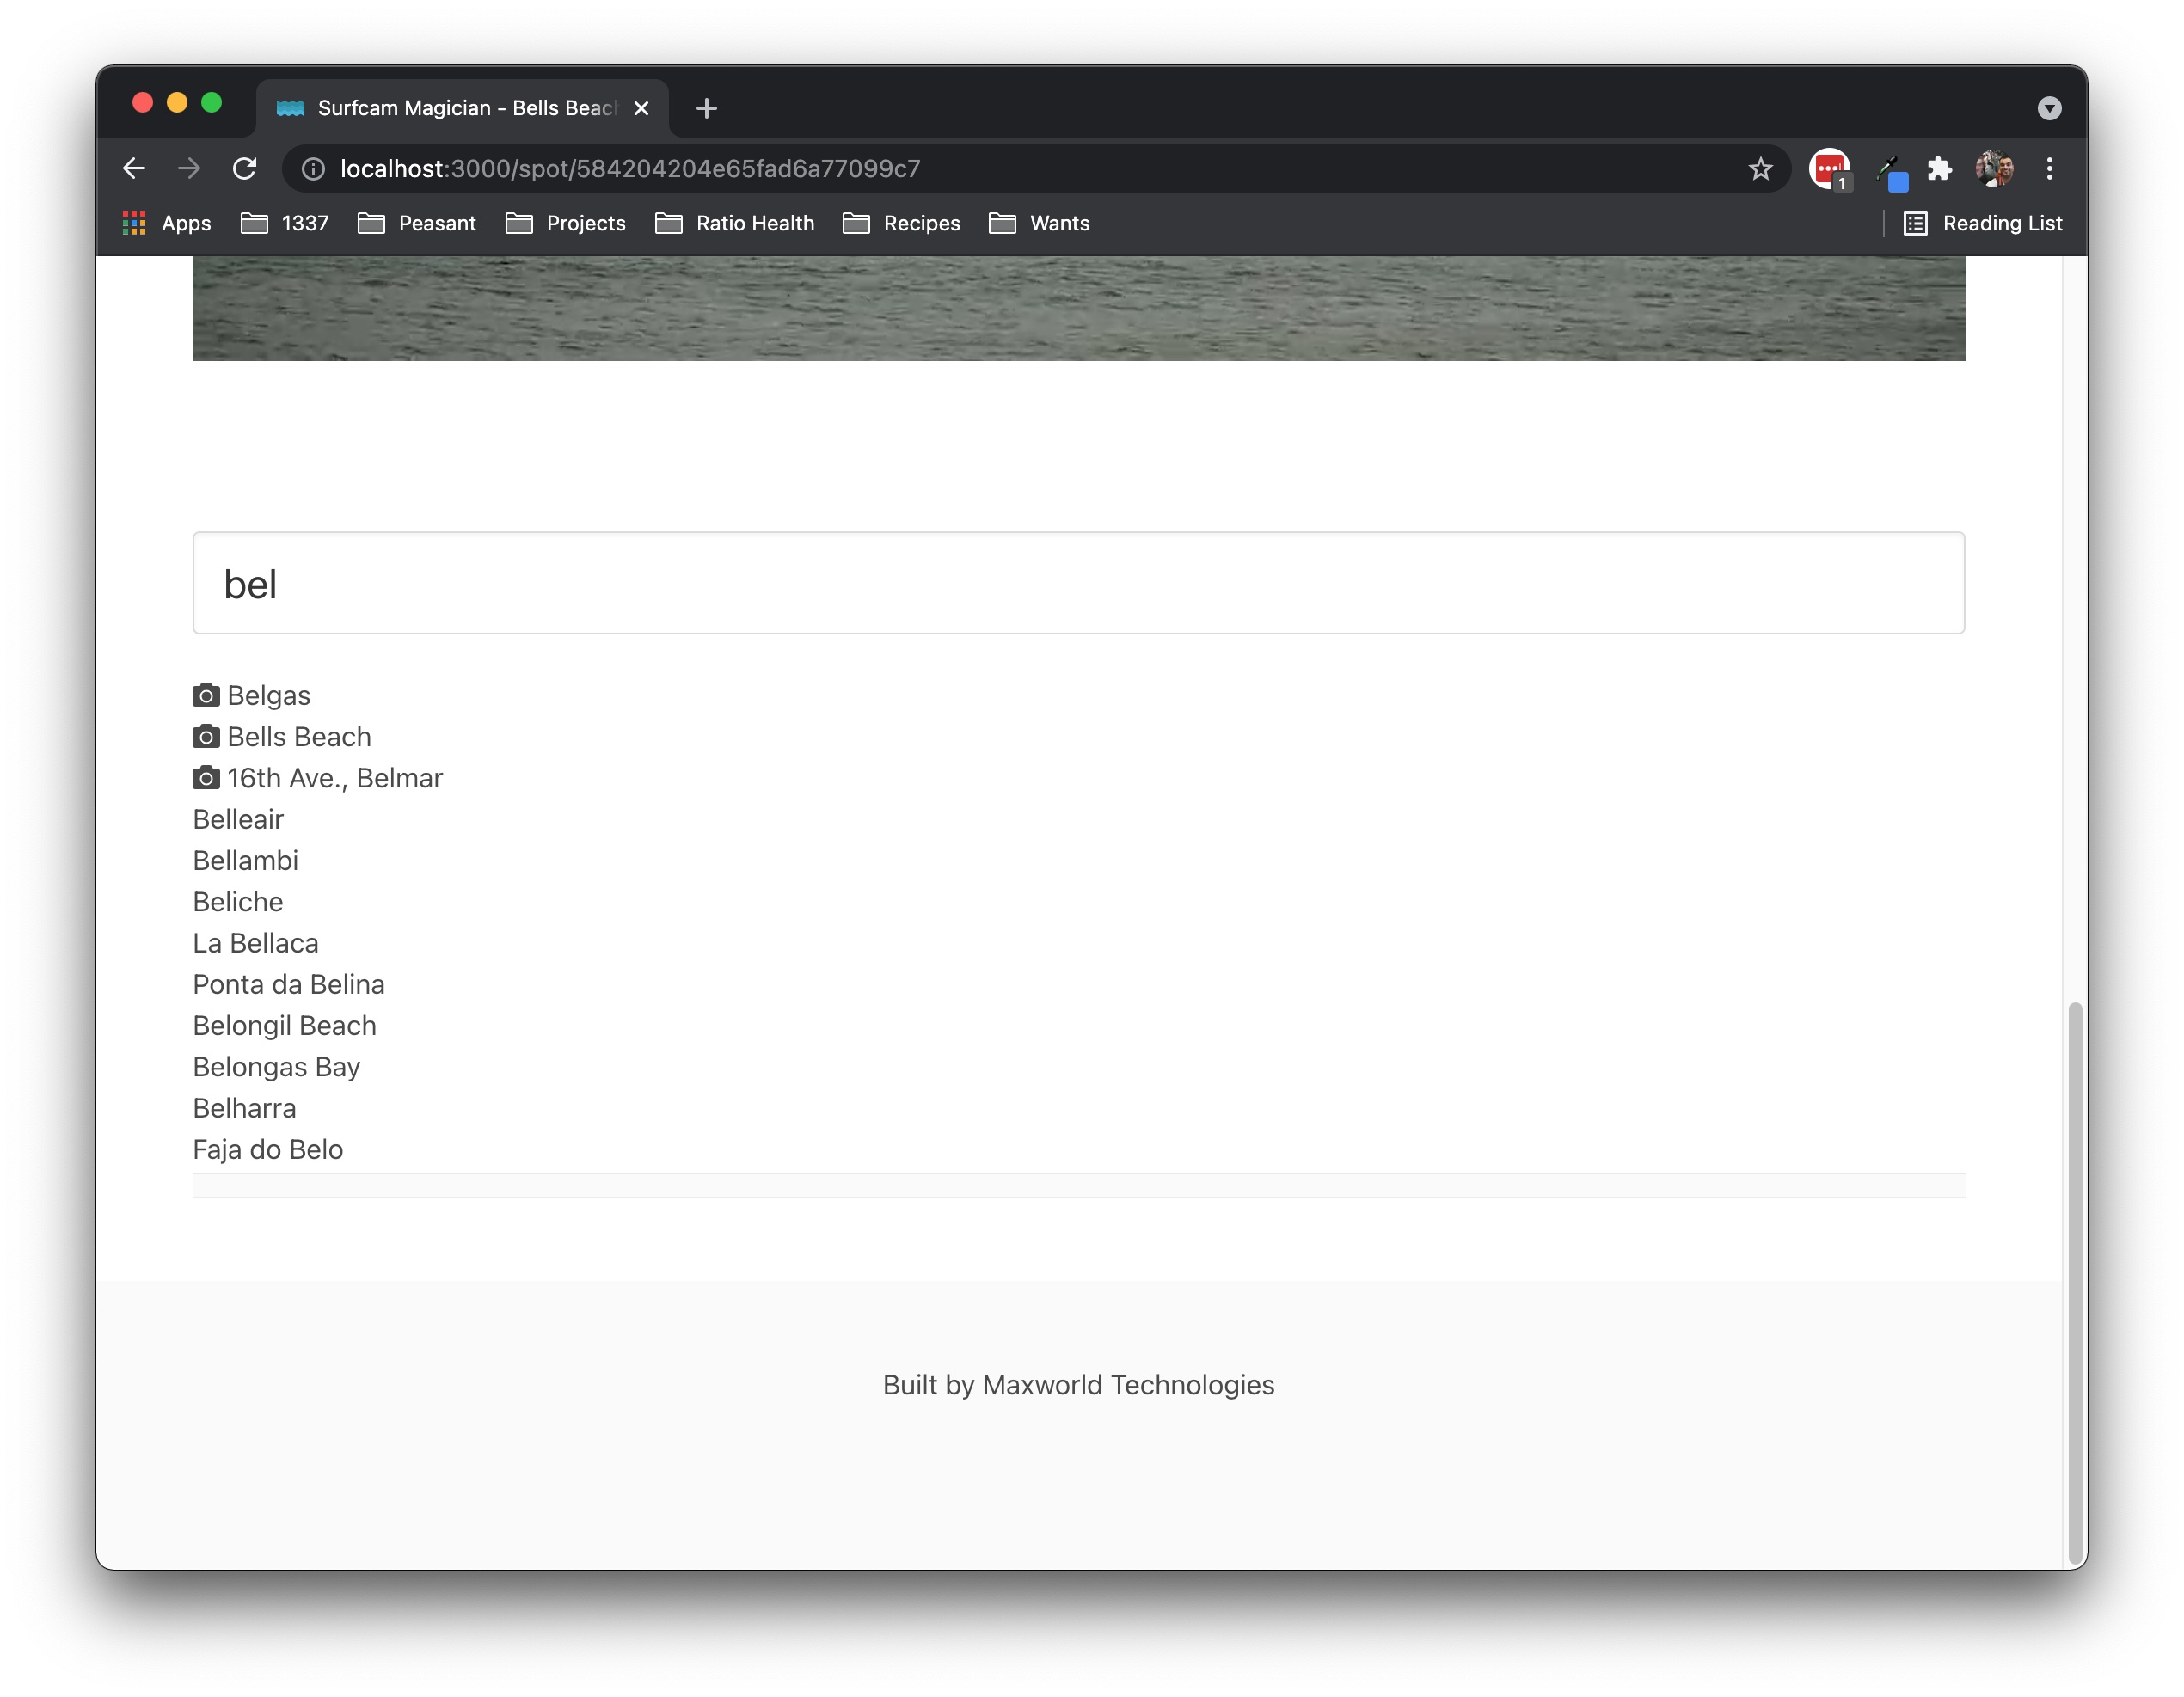 Surfcam Magician - Bells Beach
localhost:3000/spot/584204204e65fad6a77099c7
1
Apps 1337 Peasant Projects Ratio Health Recipes Wants Reading List
bel
Belgas
Bells Beach
16th Ave., Belmar
Belleair
Bellambi
Beliche
La Bellaca
Ponta da Belina
Belongil Beach
Belongas Bay
Belharra
Faja do Belo
Built by Maxworld Technologies